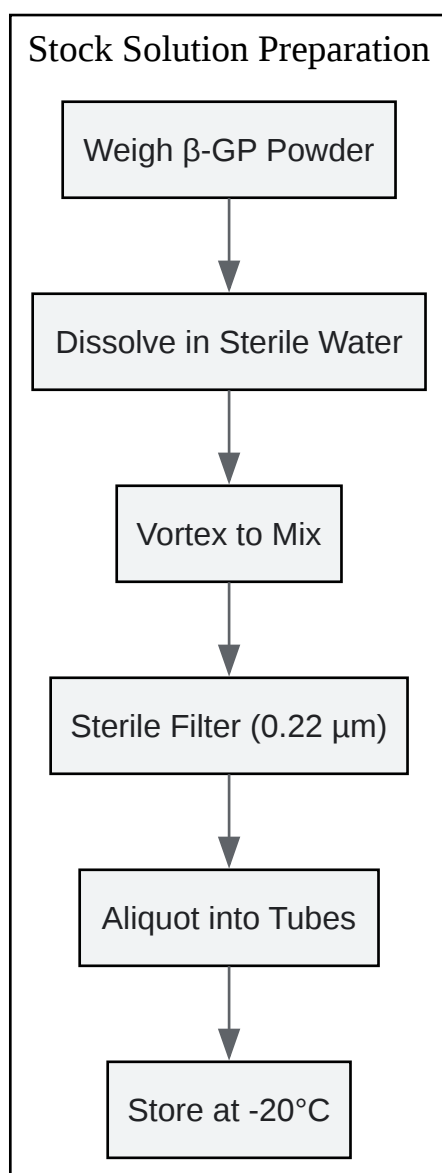 Stock Solution Preparation
Weigh β-GP Powder
Dissolve in Sterile Water
Vortex to Mix
Sterile Filter (0.22 µm)
Aliquot into Tubes
Store at -20°C